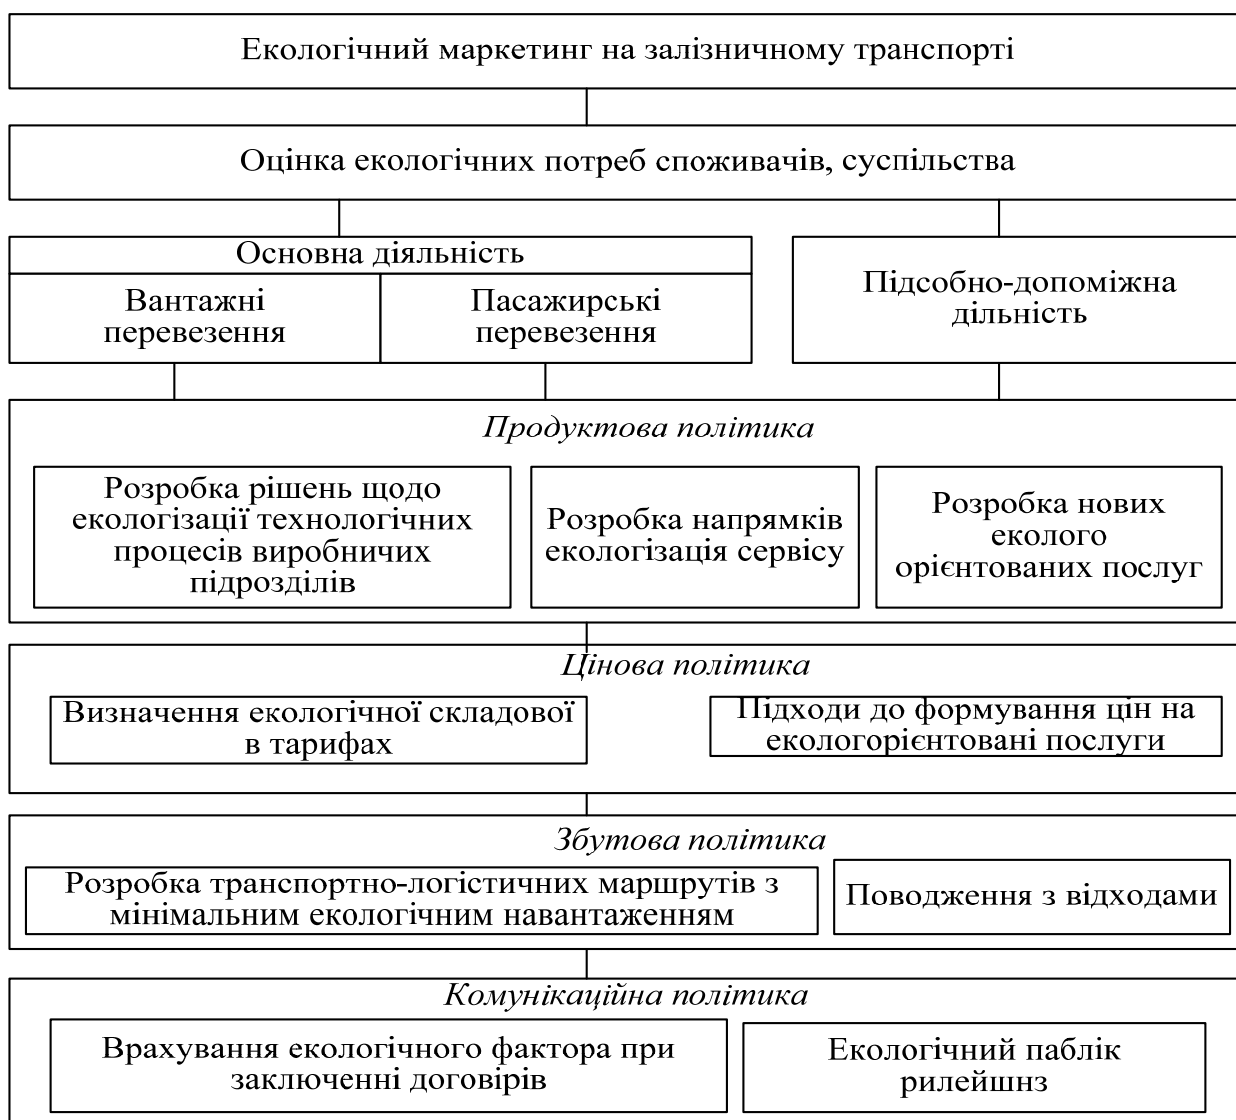 Екологічний маркетинг на залізничному транспорті
Оцінка екологічних потреб споживачів, суспільства
Основна діяльність
Вантажні
перевезення
Пасажирські
перевезення
Підсобно-допоміжна
дільність
Продуктова політика
Розробка рішень щодо
екологізації технологічних
процесів виробничих
підрозділів
Розробка напрямків
екологізація сервісу
Розробка нових
еколого
орієнтованих послуг
Цінова політика
Визначення екологічної складової
в тарифах
Підходи до формування цін на
екологорієнтовані послуги
Збутова політика
Розробка транспортно-логістичних маршрутів з
мінімальним екологічним навантаженням
Поводження з відходами
Комунікаційна політика
Врахування екологічного фактора при
заключенні договірів
Екологічний паблік
рилейшнз